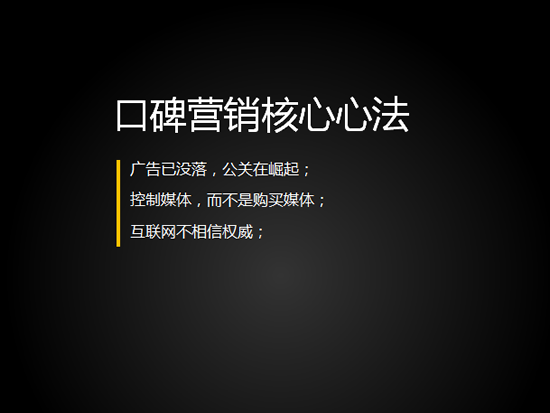 口碑营销核心心法
广告已没落，公关在崛起；
控制媒体，而不是购买媒体；
互联网不相信权威；